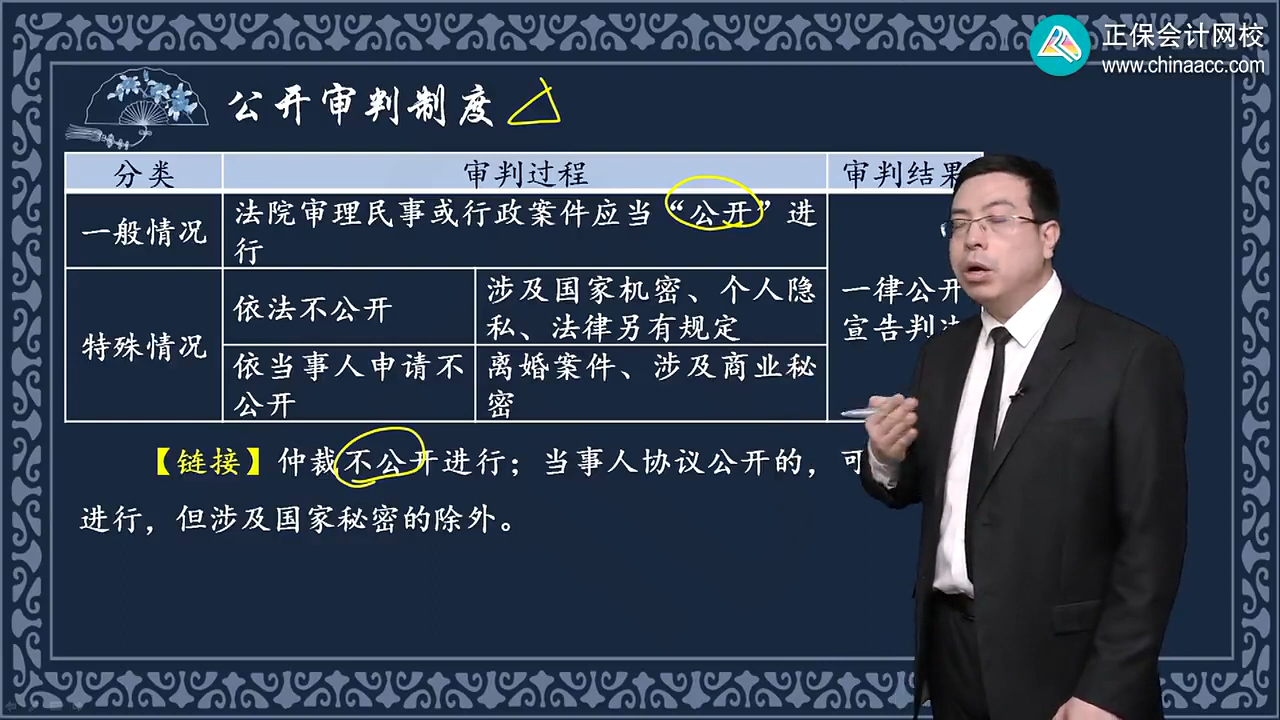 正保会计网校
www.chinaacc.com
公开审判制度
分类 审判过程 审判结果
一般情况 法院审理民事或行政案件应当“公开”进
行
特殊情况 依法不公开 涉及国家机密、个人隐
私、法律另有规定
依当事人申请不
公开 离婚案件、涉及商业秘
密
一律公开
宣告判决
【链接】仲裁不公开进行；当事人协议公开的，可
进行，但涉及国家秘密的除外。